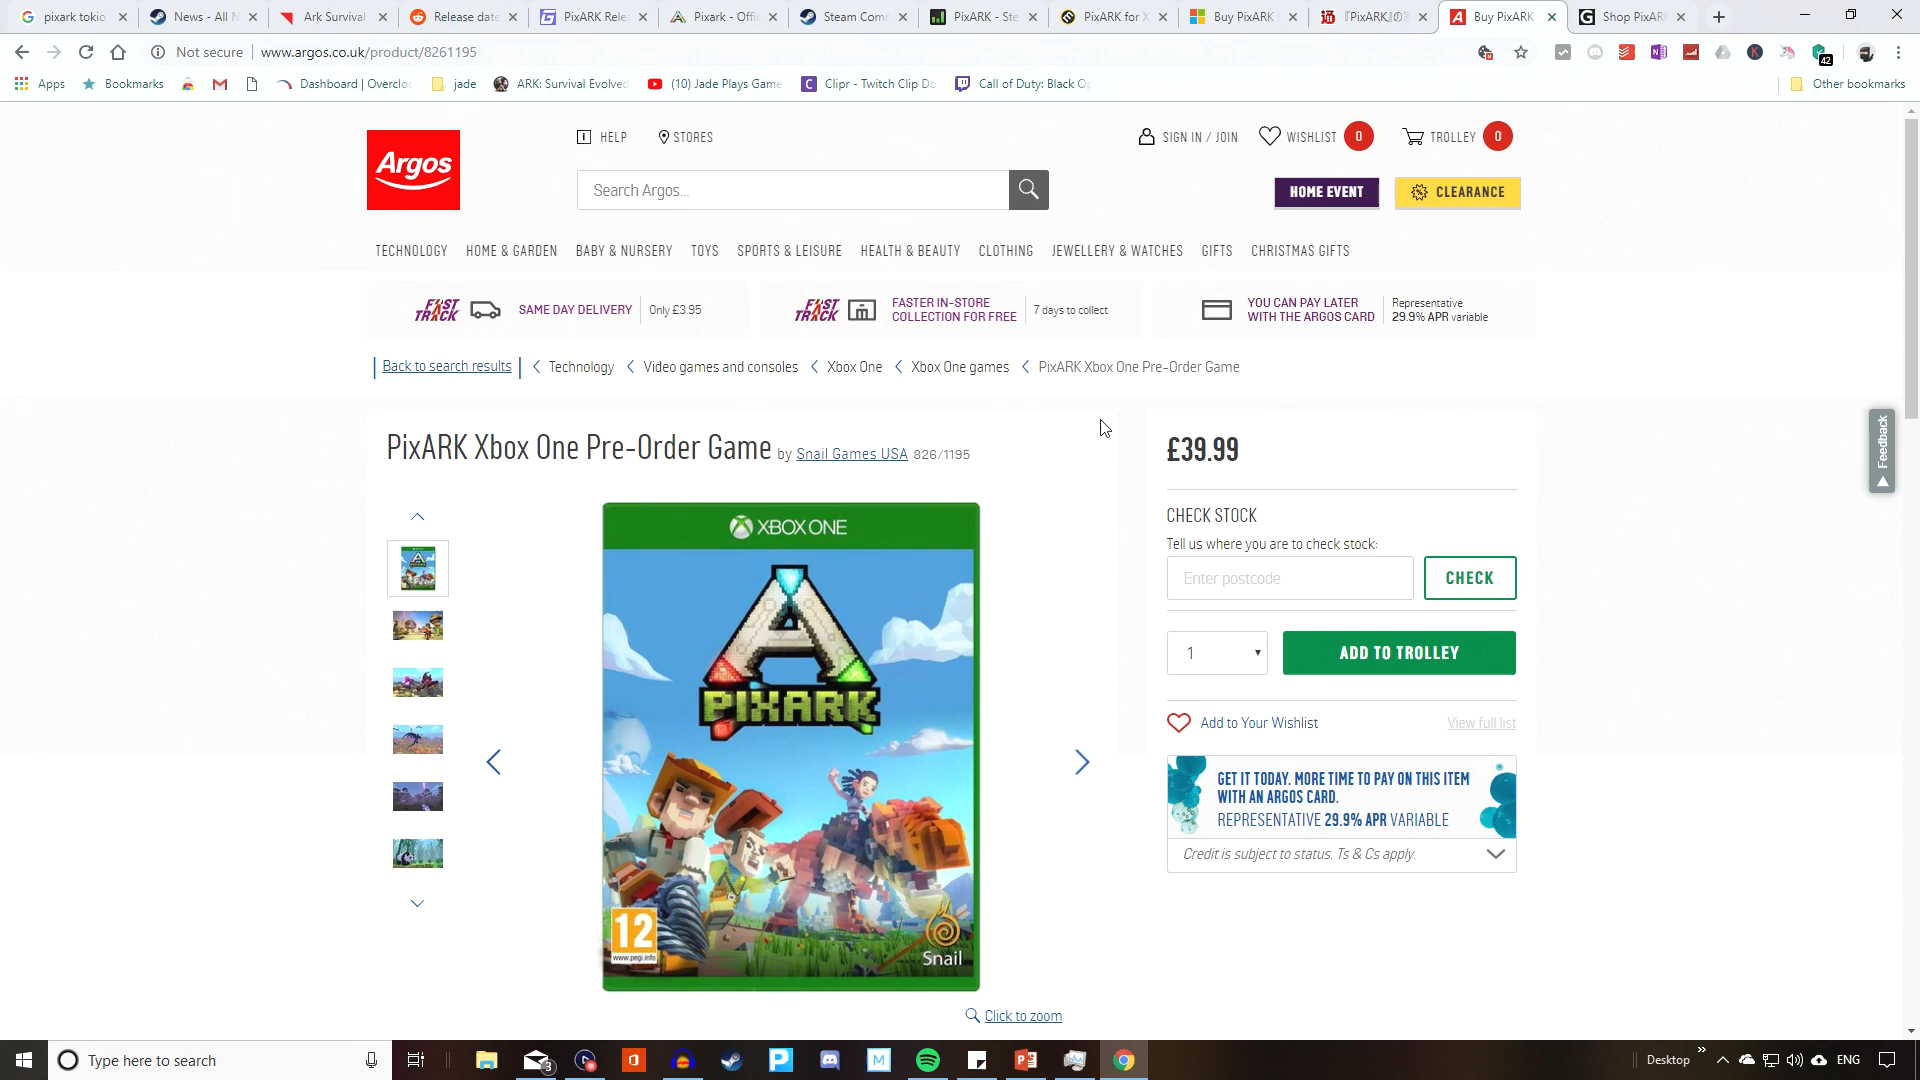 pixark tokio
News - All N
Ark Survival
Release date
PixARK Rele
Pixark - Offic
Steam Comm
PixARK - Ste
PixARK for X
Buy PixARK
『PixARK』の
Buy PixARK
Shop PixAR
Not secure
www.argos.co.uk/product/8261195
42
Apps
Bookmarks
Dashboard | Overclo
jade
ARK: Survival Evolved
(10) Jade Plays Game
Clipr - Twitch Clip Do
Call of Duty: Black Op
Other bookmarks
Argos
HELP
STORES
SIGN IN / JOIN
WISHLIST
0
TROLLEY
0
Search Argos...
HOME EVENT
CLEARANCE
TECHNOLOGY
HOME & GARDEN
BABY & NURSERY
TOYS
SPORTS & LEISURE
HEALTH & BEAUTY
CLOTHING
JEWELLERY & WATCHES
GIFTS
CHRISTMAS GIFTS
FAST TRACK
SAME DAY DELIVERY
Only £3.95
FAST TRACK
FASTER IN-STORE
COLLECTION FOR FREE
7 days to collect
YOU CAN PAY LATER
WITH THE ARGOS CARD
Representative
29.9% APR variable
Back to search results
Technology
Video games and consoles
Xbox One
Xbox One games
PixARK Xbox One Pre-Order Game
Feedback
PixARK Xbox One Pre-Order Game by Snail Games USA 826/1195
£39.99
CHECK STOCK
Tell us where you are to check stock:
Enter postcode
CHECK
1
ADD TO TROLLEY
Add to Your Wishlist
View full list
GET IT TODAY. MORE TIME TO PAY ON THIS ITEM
WITH AN ARGOS CARD.
REPRESENTATIVE 29.9% APR VARIABLE
Credit is subject to status. Ts & Cs apply.
XBOX ONE
PIXARK
12
www.pegi.info
Snail
Click to zoom
Type here to search
3
Desktop
ENG